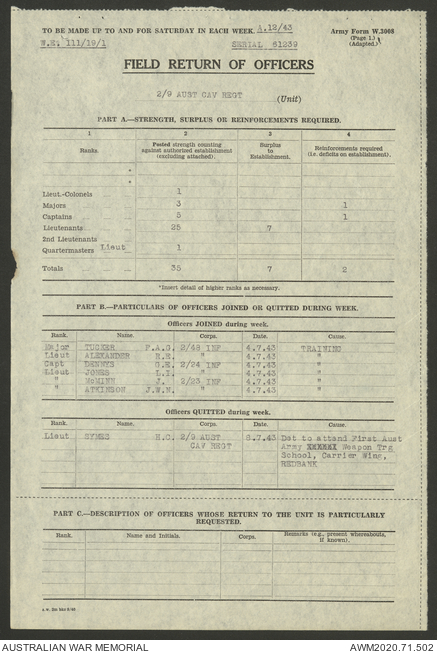 TO BE MADE UP TO AND FOR SATURDAY IN EACH WEEK. A.12/43
Army Form W.3008
(Page 1.)
(Adapted.)
W.E. 111/19/1 SERIAL 61239
FIELD RETURN OF OFFICERS
2/9 AUST CAV REGT (Unit)
PART A.—STRENGTH, SURPLUS OR REINFORCEMENTS REQUIRED.
1 2 3 4
Ranks. Posted strength counting against authorized establishment (excluding attached). Surplus to Establishment. Reinforcements required (i.e. deficits on establishment).
*
*
Lieut.-Colonels 1
Majors 3 1
Captains 5 1
Lieutenants 25 7
2nd Lieutenants
Quartermasters Lieut 1
Totals 35 7 2
*Insert detail of higher ranks as necessary.
PART B.—PARTICULARS OF OFFICERS JOINED OR QUITTED DURING WEEK.
Officers JOINED during week.
Rank. Name. Corps. Date. Cause.
Major TUCKER F.A.G. 2/48 INF 4.7.43 TRAINING
Lieut ALEXANDER R.E. " 4.7.43 "
Capt DENNYS G.E. 2/24 INF 4.7.43 "
Lieut JONES L.I. " 4.7.43 "
" McMINN J. 2/23 INF 4.7.43 "
" ATKINSON J.W.N. " 4.7.43 "
Officers QUITTED during week.
Rank. Name. Corps. Date. Cause.
Lieut SYMES H.C. 2/9 AUST 8.7.43 Det to attend First Aust
CAV REGT Army Weapon Trg
School, Carrier Wing,
REDBANK
PART C.—DESCRIPTION OF OFFICERS WHOSE RETURN TO THE UNIT IS PARTICULARLY
REQUESTED.
Rank. Name and Initials. Corps. Remarks (e.g., present whereabouts, if known).
AUSTRALIAN WAR MEMORIAL AWM2020.71.502